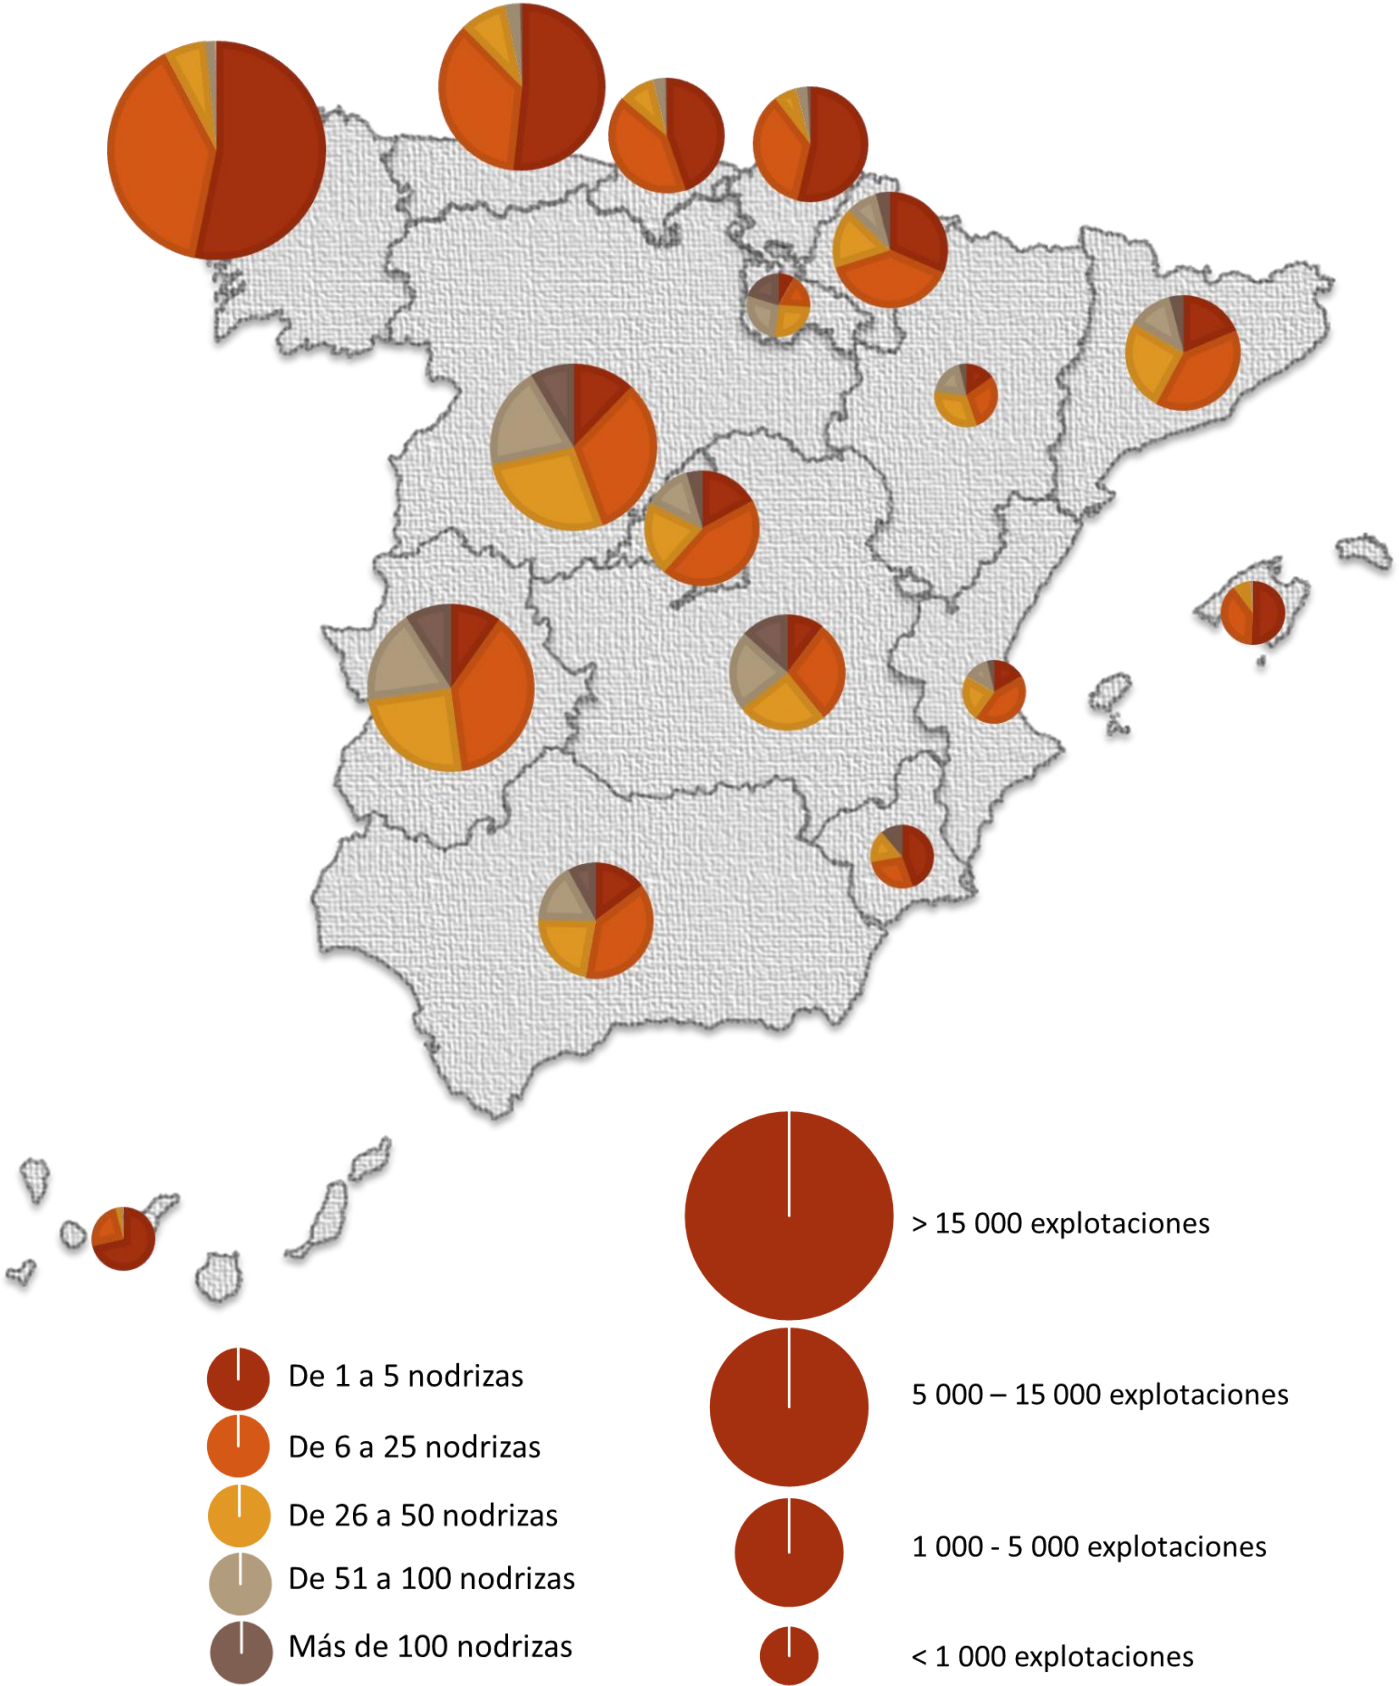 > 15 000 explotaciones
De 1 a 5 nodrizas
5 000 – 15 000 explotaciones
De 6 a 25 nodrizas
De 26 a 50 nodrizas
1 000 - 5 000 explotaciones
De 51 a 100 nodrizas
Más de 100 nodrizas
< 1 000 explotaciones